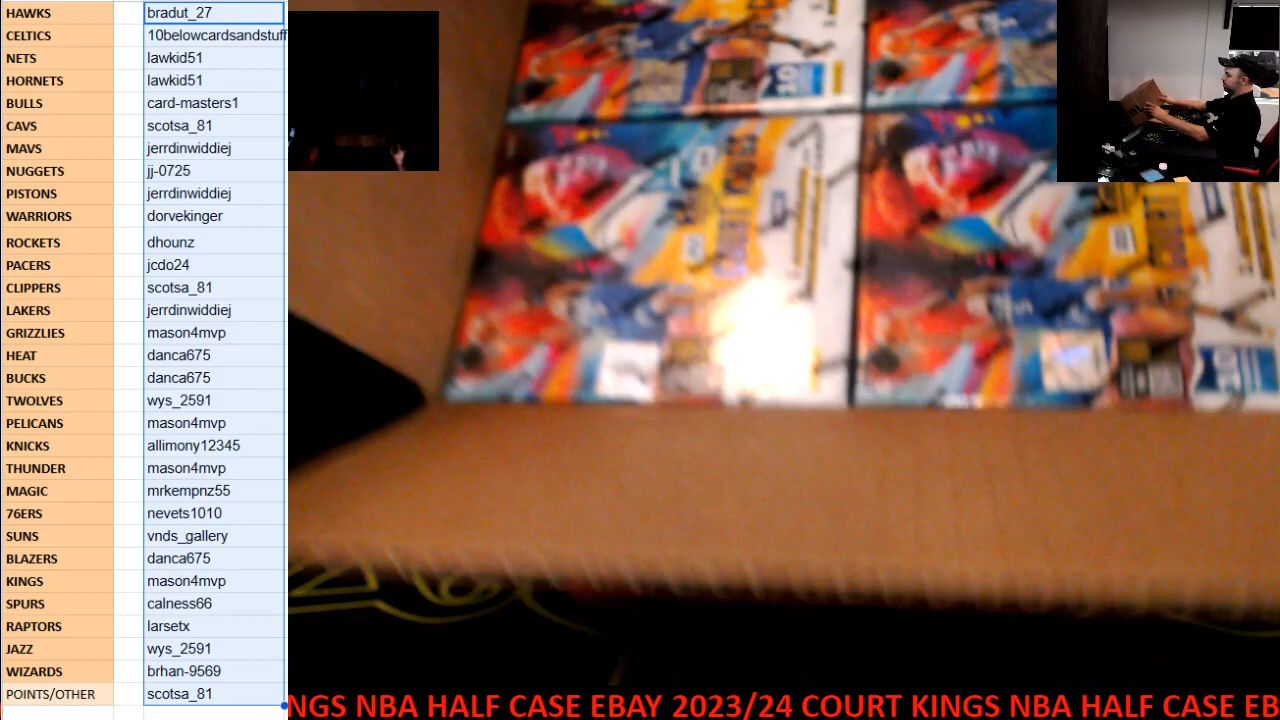 HAWKS bradut_27
CELTICS 10belowcardsandstuff
NETS lawkid51
HORNETS lawkid51
BULLS card-masters1
CAVS scotsa_81
MAVS jerrdinwiddiej
NUGGETS jj-0725
PISTONS jerrdinwiddiej
WARRIORS dorvekinger
ROCKETS dhounz
PACERS jcdo24
CLIPPERS scotsa_81
LAKERS jerrdinwiddiej
GRIZZLIES mason4mvp
HEAT danca675
BUCKS danca675
TWOLVES wys_2591
PELICANS mason4mvp
KNICKS allimony12345
THUNDER mason4mvp
MAGIC mrkempnz55
76ERS nevets1010
SUNS vnds_gallery
BLAZERS danca675
KINGS mason4mvp
SPURS calness66
RAPTORS larsetx
JAZZ wys_2591
WIZARDS brhan-9569
POINTS/OTHER scotsa_81
NGS NBA HALF CASE EBAY 2023/24 COURT KINGS NBA HALF CASE EB